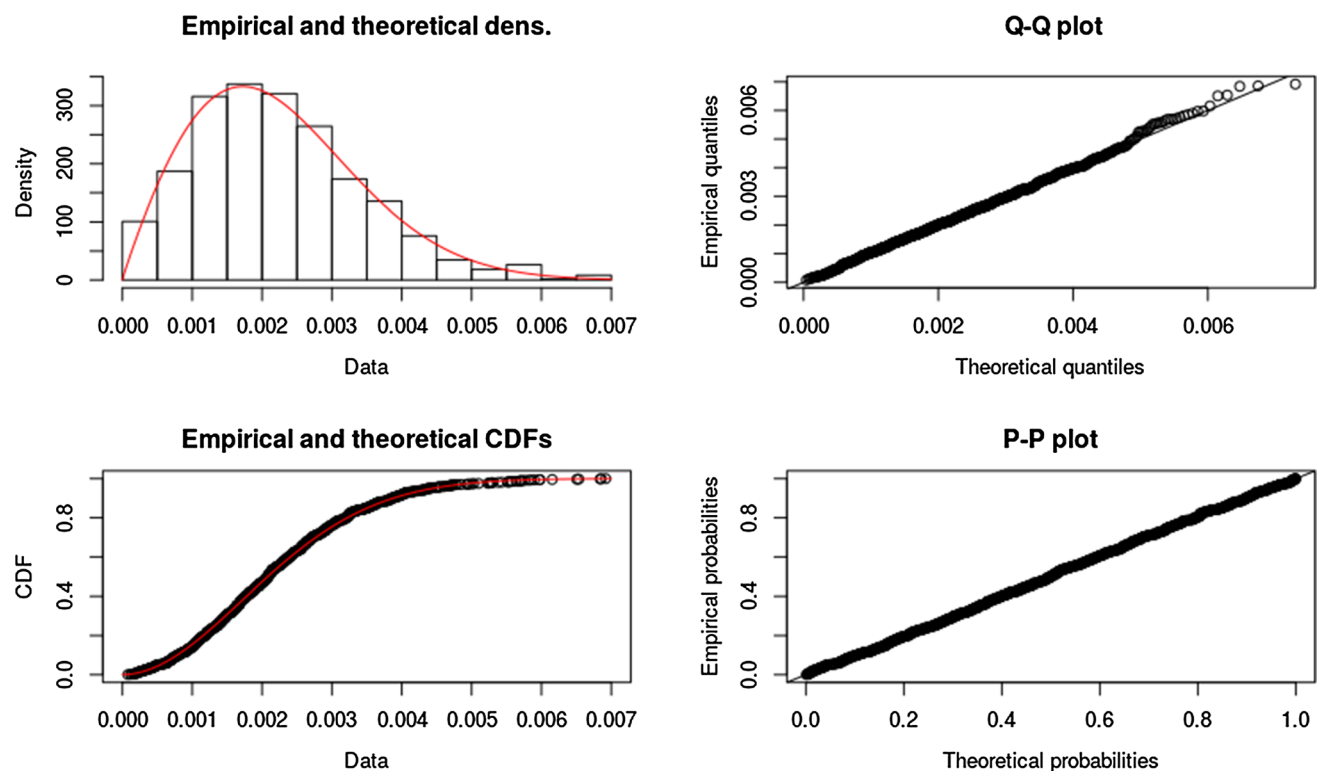 Empirical and theoretical dens.
Density
300
200
100
0
0.000 0.001 0.002 0.003 0.004 0.005 0.006 0.007
Data
Q-Q plot
Empirical quantiles
0.006
0.003
0.000
0.000 0.002 0.004 0.006
Theoretical quantiles
Empirical and theoretical CDFs
CDF
0.8
0.4
0.0
0.000 0.001 0.002 0.003 0.004 0.005 0.006 0.007
Data
P-P plot
Empirical probabilities
0.8
0.4
0.0
0.0 0.2 0.4 0.6 0.8 1.0
Theoretical probabilities